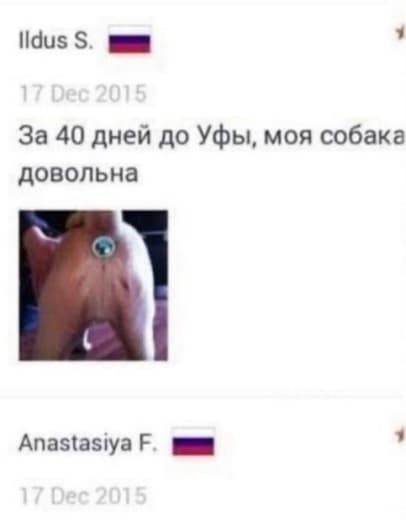 Ildus S.
17 Dec 2015
За 40 дней до Уфы, моя собака
довольна
Anastasiya F.
17 Dec 2015